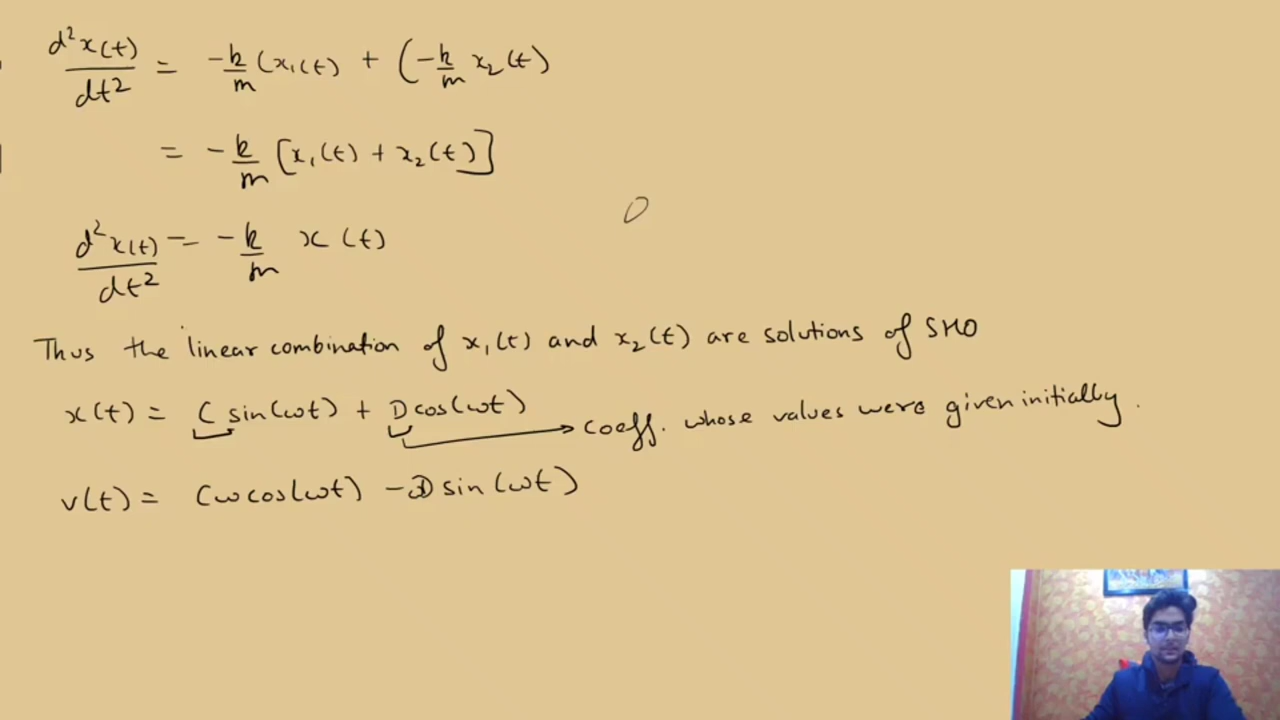 d²x(t)/dt² = -k/m (x₁(t) + (-k/m x₂(t))
= -k/m [x₁(t) + x₂(t)]
d²x(t)/dt² = -k/m x(t)
Thus the linear combination of x₁(t) and x₂(t) are solutions of SHO
x(t) = C sin(ωt) + D cos(ωt) → coeff. whose values were given initially.
v(t) = Cω cos(ωt) - D sin(ωt)